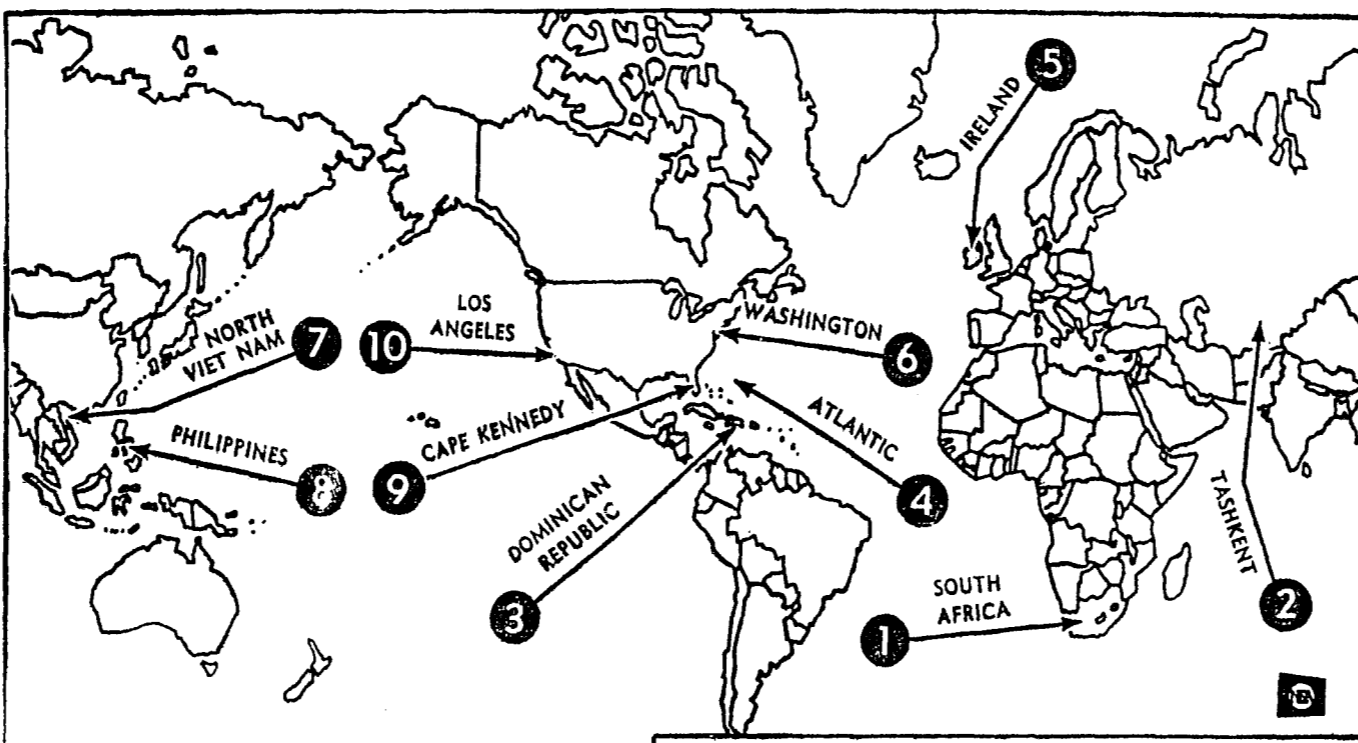 5
IRELAND
LOS
ANGELES
NORTH
VIET NAM
7
10
WASHINGTON
6
PHILIPPINES
8
9
CAPE KENNEDY
ATLANTIC
4
DOMINICAN
REPUBLIC
3
TASHKENT
2
SOUTH
AFRICA
1
NEA